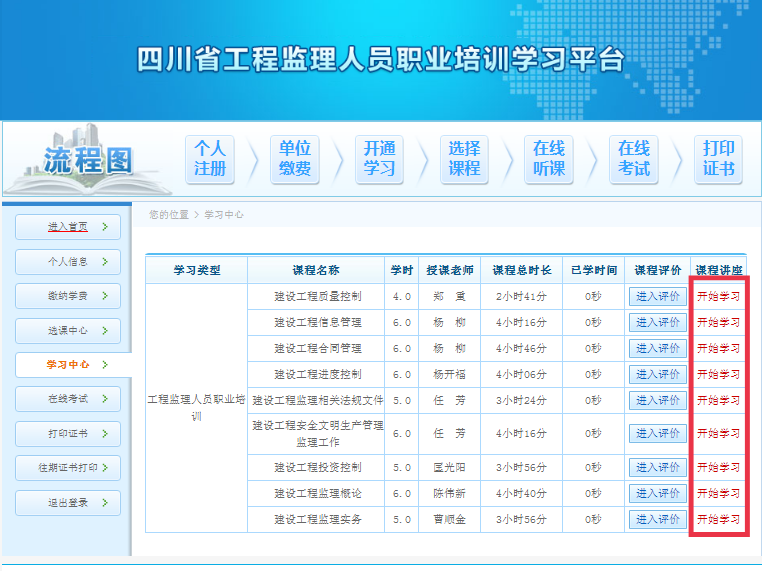 四川省工程监理人员职业培训学习平台
流程图
个人
注册
单位
缴费
开通
学习
选择
课程
在线
听课
在线
考试
打印
证书
您的位置 > 学习中心
进入首页
个人信息
缴纳学费
选课中心
学习中心
在线考试
打印证书
往期证书打印
退出登录
学习类型 课程名称 学时 授课老师 课程总时长 已学时间 课程评价 课程讲座
工程监理人员职业培
训
建设工程质量控制 4.0 郑 重 2小时41分 0秒 进入评价 开始学习
建设工程信息管理 6.0 杨 柳 4小时16分 0秒 进入评价 开始学习
建设工程合同管理 6.0 杨 柳 4小时46分 0秒 进入评价 开始学习
建设工程进度控制 6.0 杨开福 4小时06分 0秒 进入评价 开始学习
建设工程监理相关法规文件 5.0 任 芳 3小时24分 0秒 进入评价 开始学习
建设工程安全文明生产管理
监理工作 6.0 任 芳 4小时16分 0秒 进入评价 开始学习
建设工程投资控制 5.0 匡光阳 3小时56分 0秒 进入评价 开始学习
建设工程监理概论 6.0 陈伟新 4小时40分 0秒 进入评价 开始学习
建设工程监理实务 5.0 曹顺金 3小时56分 0秒 进入评价 开始学习